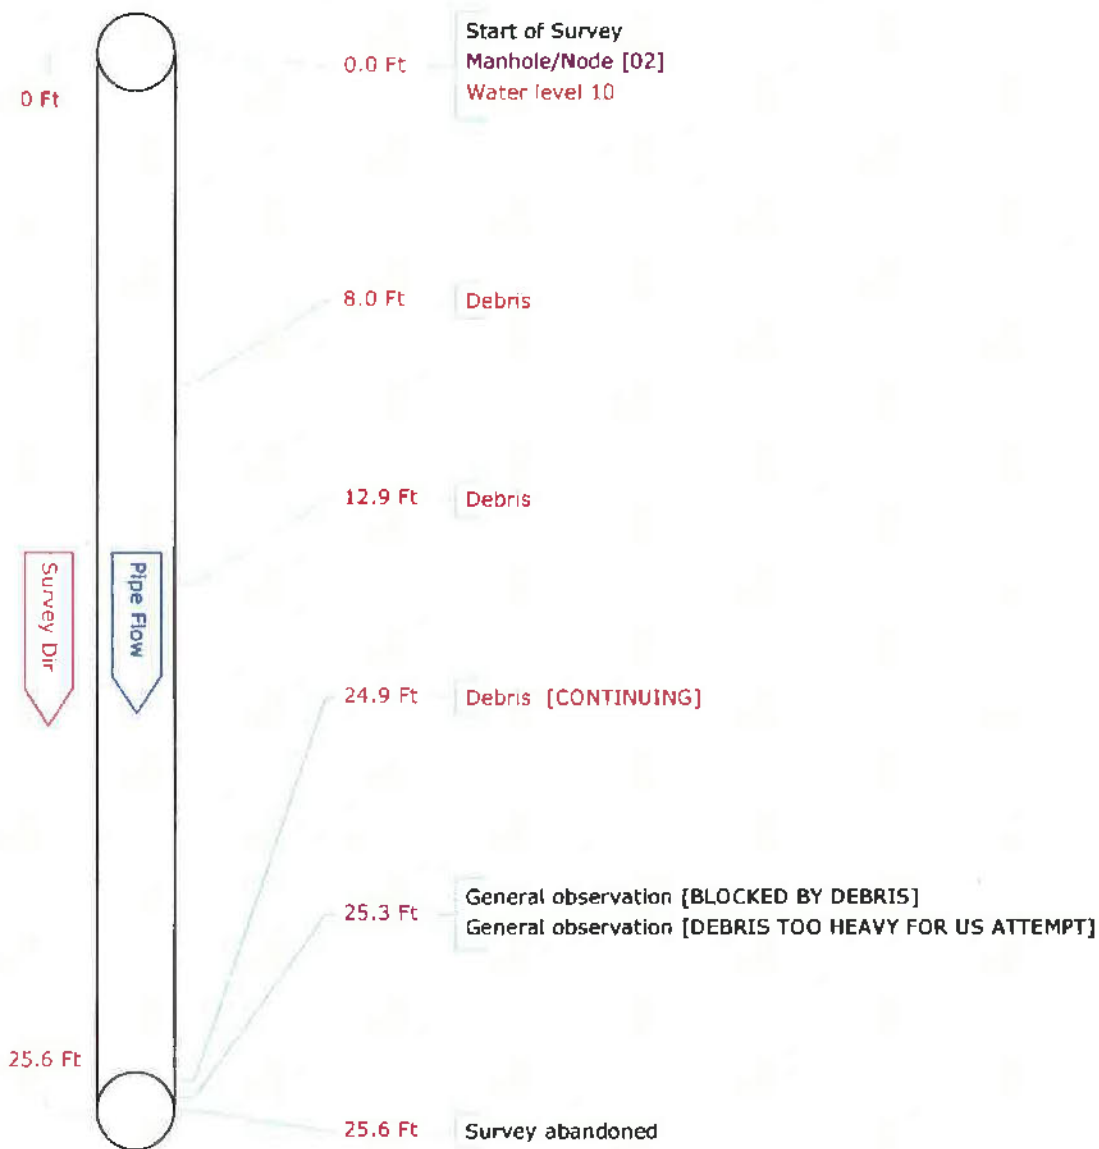 Start of Survey
0.0 Ft Manhole/Node [02]
Water level 10
0 Ft
8.0 Ft Debris
12.9 Ft Debris
Survey Dir
Pipe Flow
24.9 Ft Debris [CONTINUING]
General observation [BLOCKED BY DEBRIS]
25.3 Ft
General observation [DEBRIS TOO HEAVY FOR US ATTEMPT]
25.6 Ft
25.6 Ft Survey abandoned